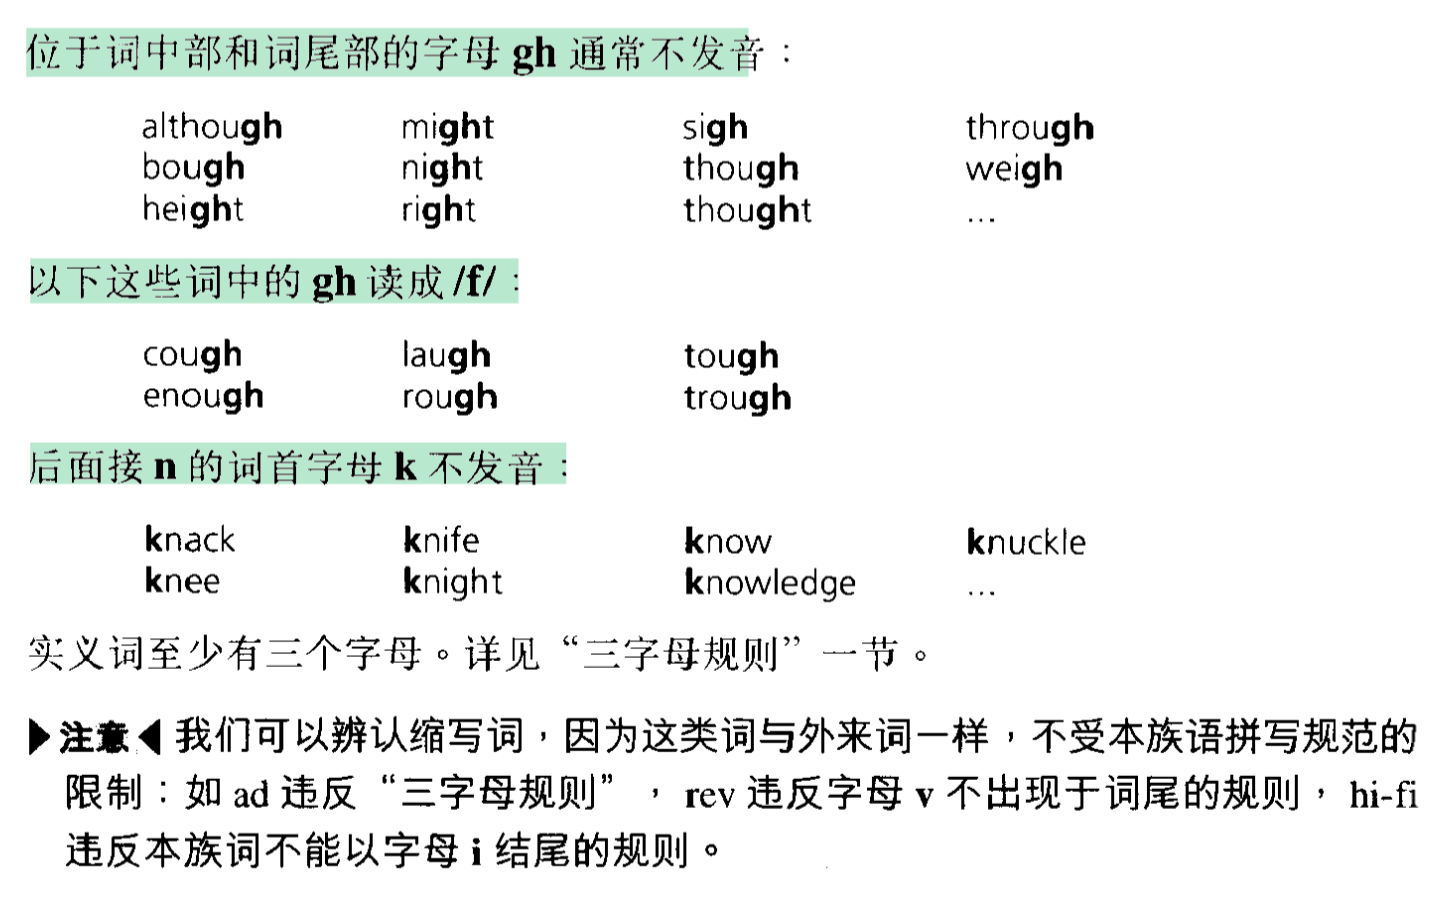 位于词中部和词尾部的字母 gh 通常不发音：
although might sigh through
bough night though weigh
height right thought ...
以下这些词中的 gh 读成 /f/：
cough laugh tough
enough rough trough
后面接 n 的词首字母 k 不发音：
knack knife know knuckle
knee knight knowledge ...
实义词至少有三个字母。详见“三字母规则”一节。
▶注意◀ 我们可以辨认缩写词，因为这类词与外来词一样，不受本族语拼写规范的
限制：如 ad 违反“三字母规则”，rev 违反字母 v 不出现于词尾的规则，hi-fi
违反本族词不能以字母 i 结尾的规则。